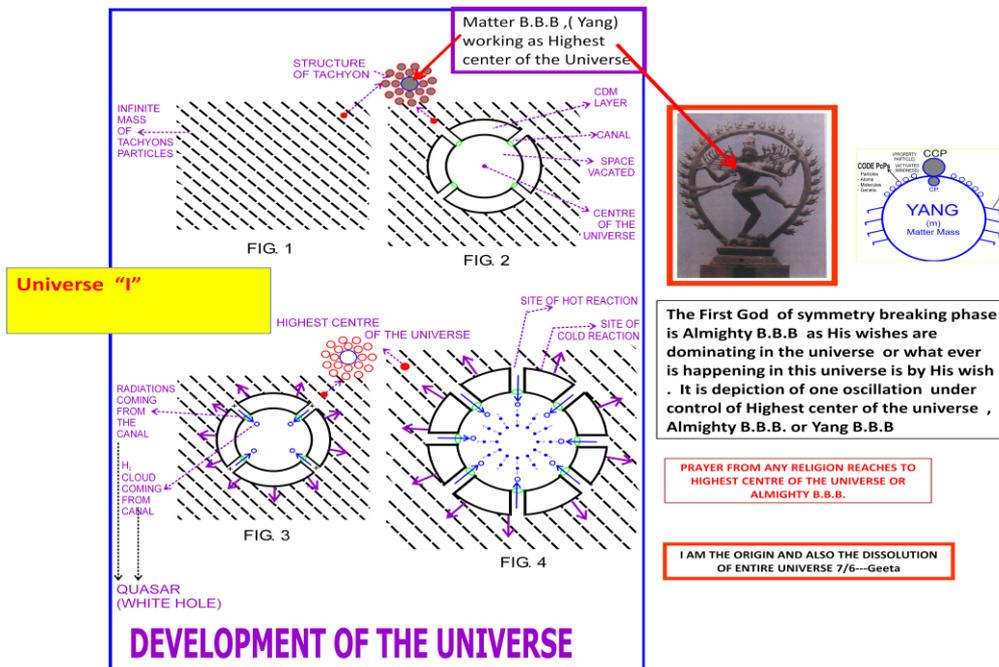 Matter B.B.B ,( Yang)
working as Highest
center of the Universe
STRUCTURE
OF TACHYON
CDM
LAYER
INFINITE
MASS
OF
TACHYONS
PARTICLES
CANAL
SPACE
VACATED
CENTRE
OF THE
UNIVERSE
FIG. 1
FIG. 2
(PROPERTY
PARTICLE)
CCP
CODE PcPs
(ACTIVATED
- Particles
- Atoms
- Molecules
- Genetic
CP
YANG
(m)
Matter Mass
Universe "I"
SITE OF HOT REACTION
HIGHEST CENTRE
OF THE UNIVERSE
SITE OF
COLD REACTION
RADIATIONS
COMING
FROM
THE
CANAL
H₂
CLOUD
COMING
FROM
CANAL
FIG. 3
FIG. 4
QUASAR
(WHITE HOLE)
DEVELOPMENT OF THE UNIVERSE
The First God of symmetry breaking phase
is Almighty B.B.B as His wishes are
dominating in the universe or what ever
is happening in this universe is by His wish
. It is depiction of one oscillation under
control of Highest center of the universe ,
Almighty B.B.B. or Yang B.B.B
PRAYER FROM ANY RELIGION REACHES TO
HIGHEST CENTRE OF THE UNIVERSE OR
ALMIGHTY B.B.B.
I AM THE ORIGIN AND ALSO THE DISSOLUTION
OF ENTIRE UNIVERSE 7/6---Geeta